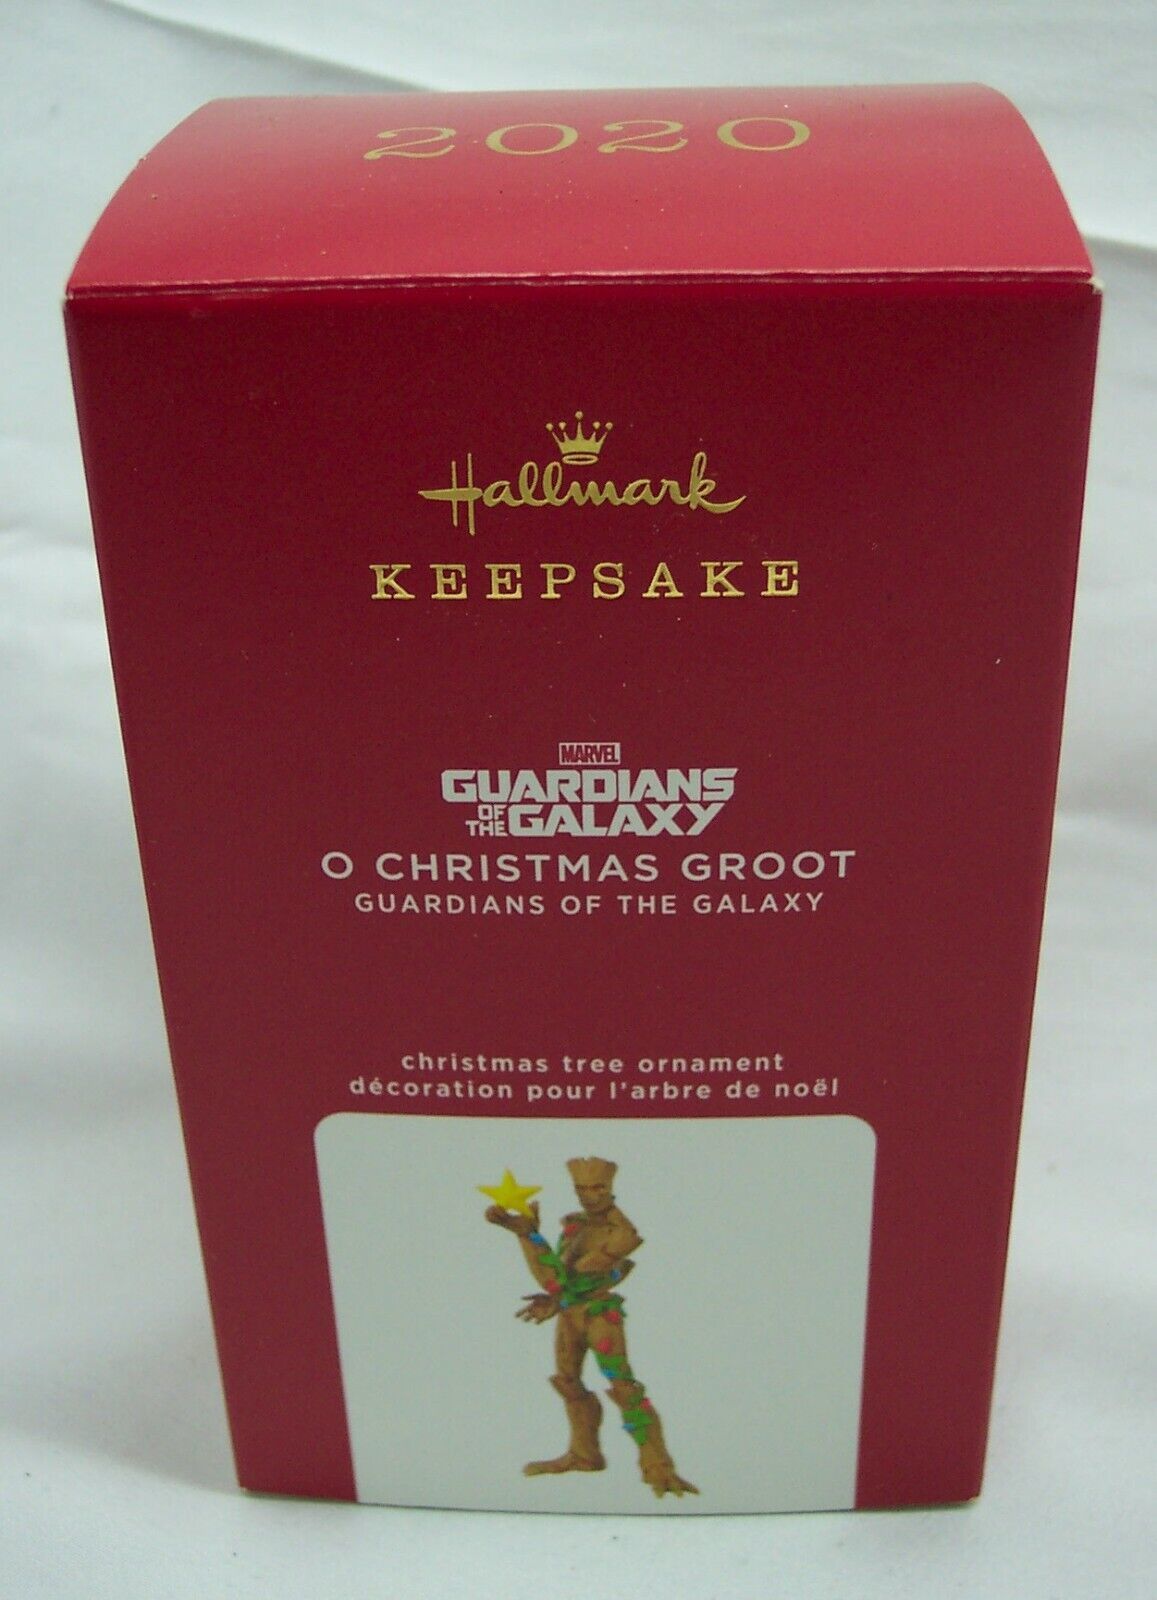 2020
Hallmark
KEEPSAKE
MARVEL
GUARDIANS
OF THE GALAXY
O CHRISTMAS GROOT
GUARDIANS OF THE GALAXY
christmas tree ornament
décoration pour l'arbre de noël